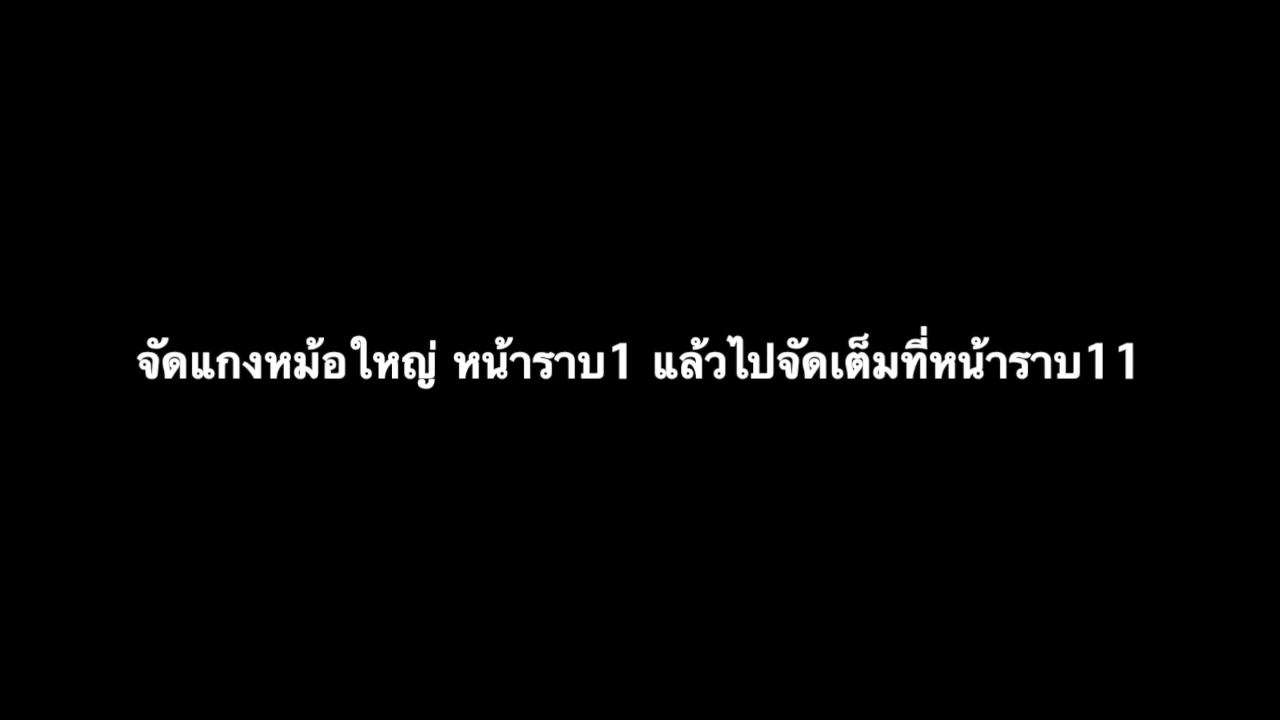 จัดแกงหม้อใหญ่ หน้าราบ1 แล้วไปจัดเต็มที่หน้าราบ11